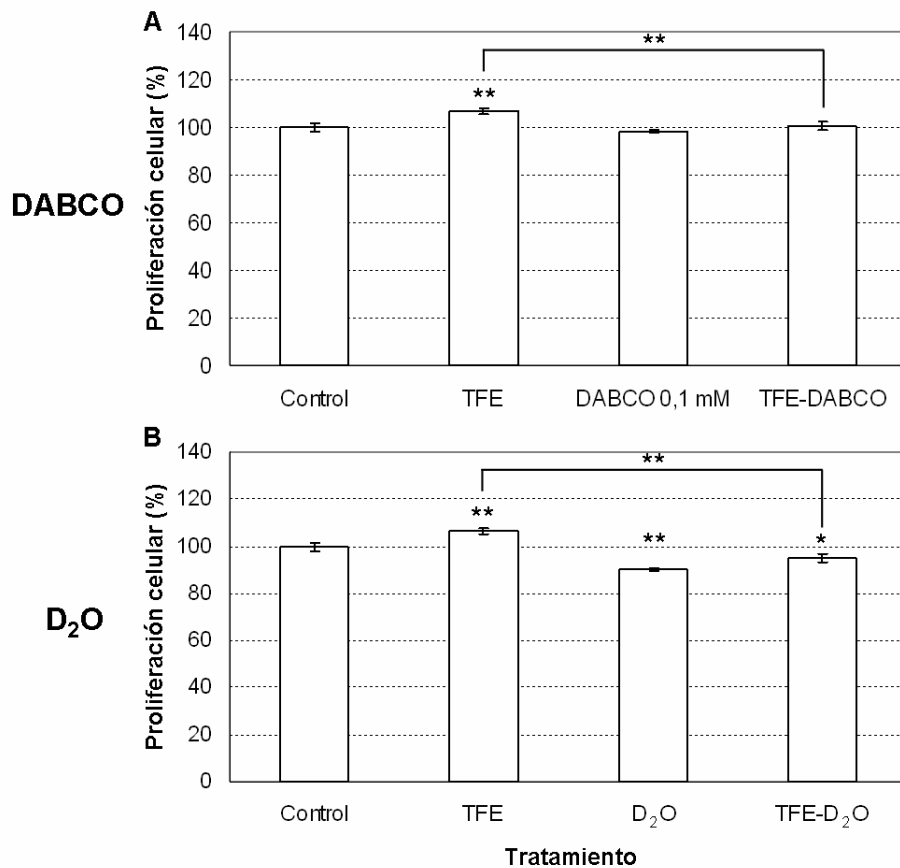 A
DABCO
Proliferación celular (%)
140
120
100
80
60
40
20
0
**
**
Control TFE DABCO 0,1 mM TFE-DABCO
B
D₂O
Proliferación celular (%)
140
120
100
80
60
40
20
0
**
** ** *
Control TFE D₂O TFE-D₂O
Tratamiento